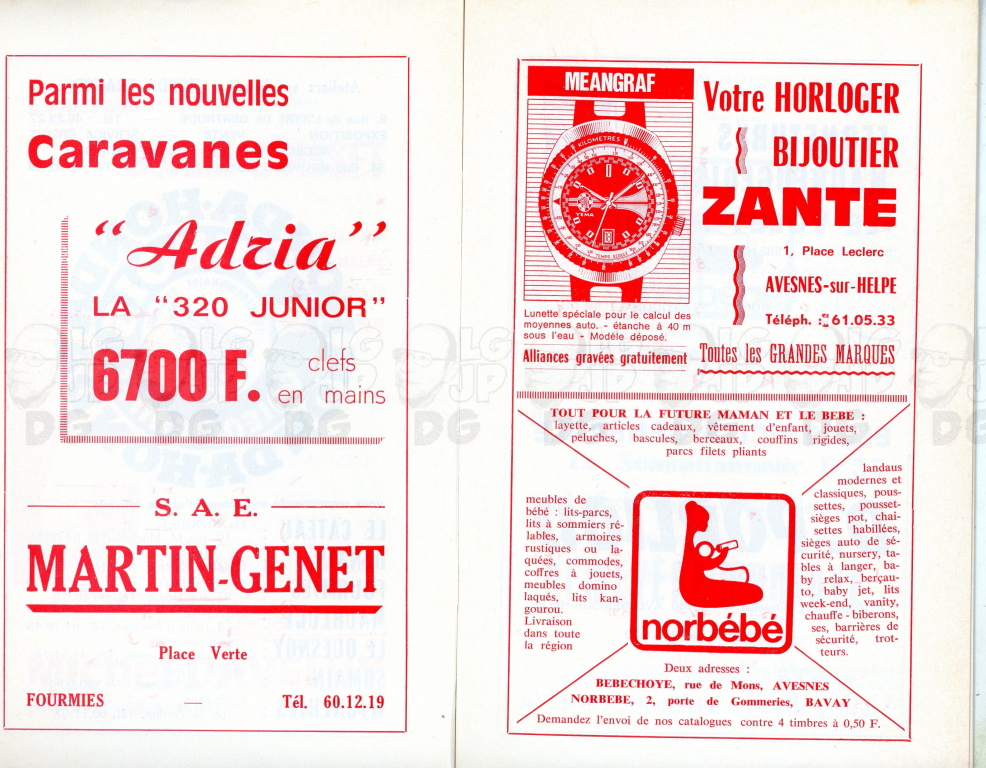 Parmi les nouvelles
Caravanes
"Adria"
LA "320 JUNIOR"
6700 F. clefs
en mains
S. A. E.
MARTIN-GENET
Place Verte
FOURMIES — Tél. 60.12.19
MEANGRAF
KILOMETRES
YEMA
TEMPS ECOULE
Lunette spéciale pour le calcul des
moyennes auto. - étanche à 40 m
sous l'eau - Modèle déposé.
Alliances gravées gratuitement
Votre HORLOGER
BIJOUTIER
ZANTE
1, Place Leclerc
AVESNES-sur-HELPE
Téléph. : 61.05.33
Toutes les GRANDES MARQUES
TOUT POUR LA FUTURE MAMAN ET LE BEBE :
layette, articles cadeaux, vêtement d'enfant, jouets,
peluches, bascules, berceaux, couffins rigides,
parcs filets pliants
meubles de
bébé : lits-parcs,
lits à sommiers ré-
lables, armoires
rustiques ou la-
quées, commodes,
coffres à jouets,
meubles domino
laqués, lits kan-
gourou.
Livraison
dans toute
la région
norbébé
landaus
modernes et
classiques, pous-
settes, pousset-
sièges pot, chai-
settes habillées,
sièges auto de sé-
curité, nursery, ta-
bles à langer, ba-
by relax, berçau-
to, baby jet, lits
week-end, vanity,
chauffe - biberons,
ses, barrières de
sécurité, trot-
teurs.
Deux adresses :
BEBECHOYE, rue de Mons, AVESNES
NORBEBE, 2, porte de Gommeries, BAVAY
Demandez l'envoi de nos catalogues contre 4 timbres à 0,50 F.
LG
JP
DG